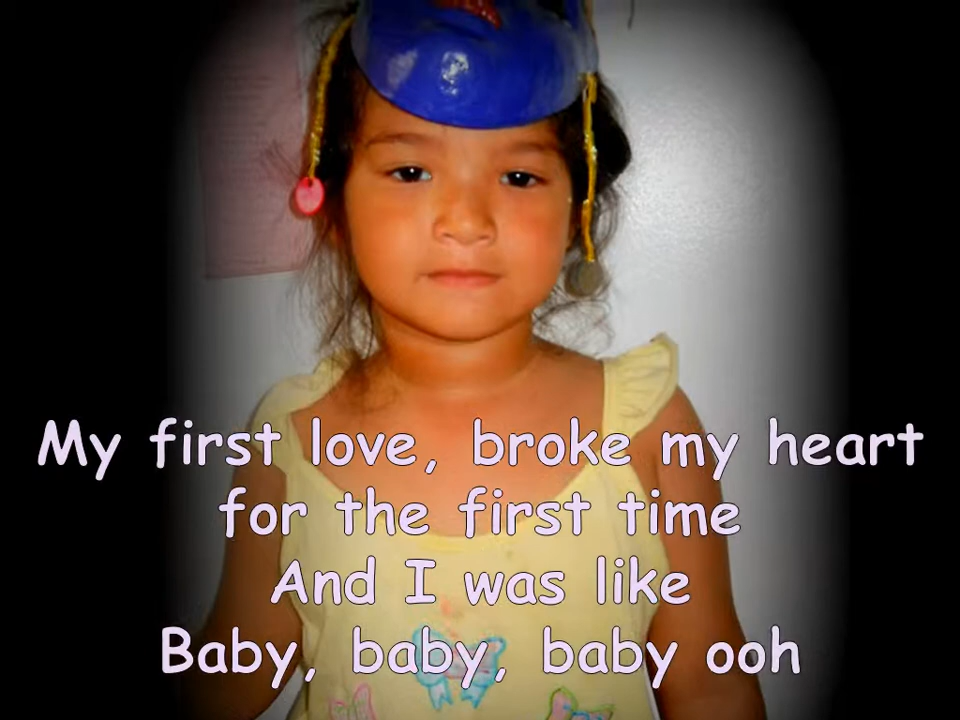 My first love, broke my heart
for the first time
And I was like
Baby, baby, baby ooh